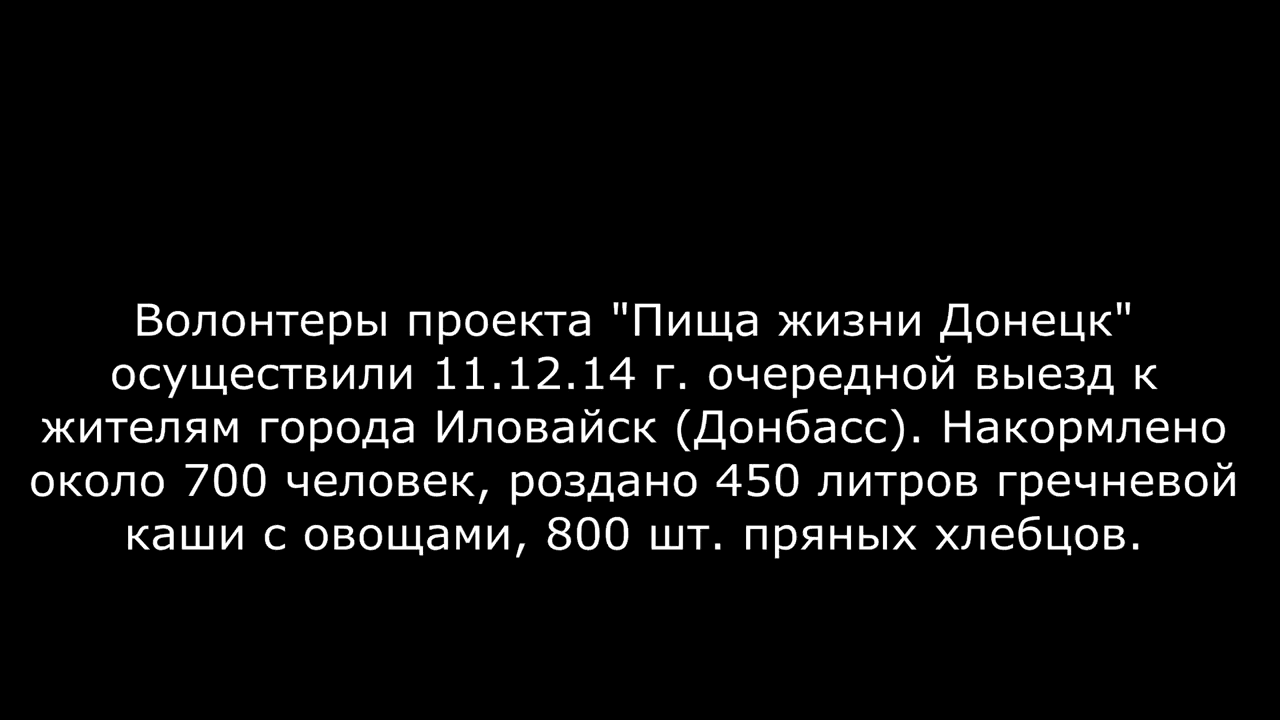 Волонтеры проекта "Пища жизни Донецк"
осуществили 11.12.14 г. очередной выезд к
жителям города Иловайск (Донбасс). Накормлено
около 700 человек, роздано 450 литров гречневой
каши с овощами, 800 шт. пряных хлебцов.